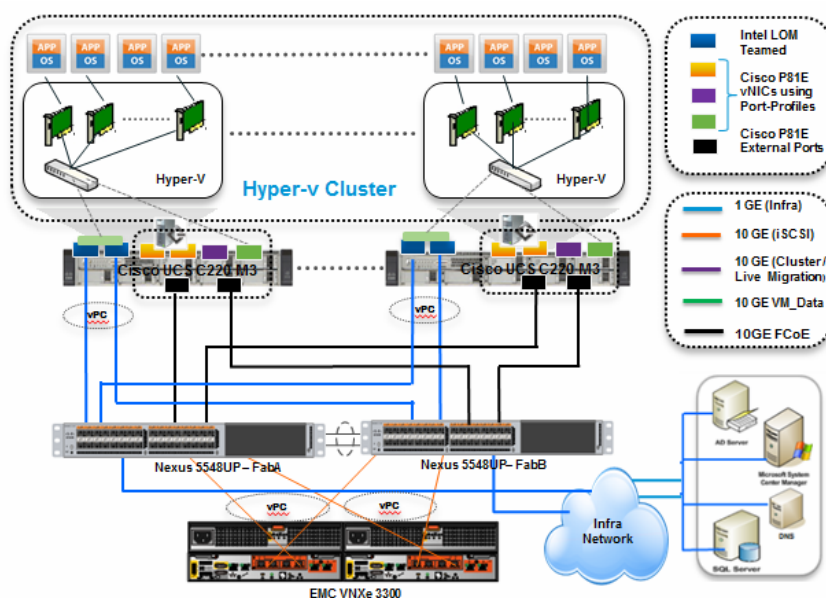 APP APP APP APP APP APP APP APP
OS OS OS OS OS OS OS OS
Hyper-V
Hyper-V
Hyper-v Cluster
Cisco UCS C220 M3
Cisco UCS C220 M3
vPC
vPC
Nexus 5548UP– FabA
Nexus 5548UP– FabB
vPC
vPC
EMC VNXe 3300
Infra
Network
Intel LOM
Teamed
Cisco P81E
vNICs using
Port-Profiles
Cisco P81E
External Ports
1 GE (Infra)
10 GE (iSCSI)
10 GE (Cluster /
Live Migration)
10 GE VM_Data
10GE FCoE
AD Server
Microsoft System
Center Manager
DNS
SQL Server